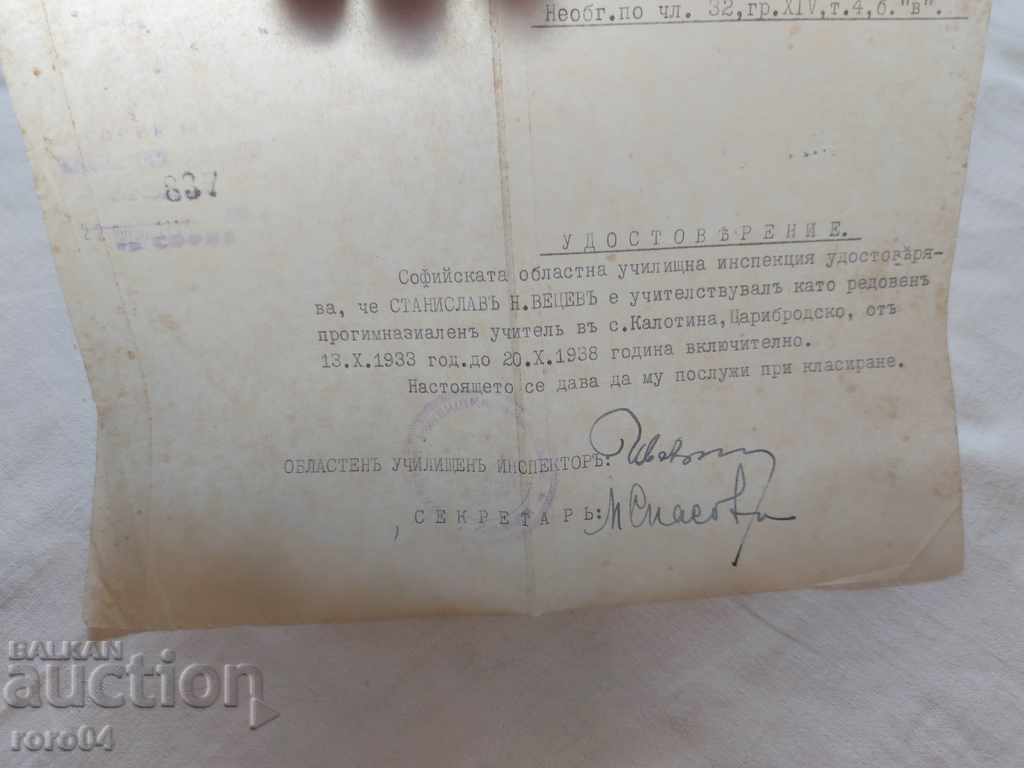 Необг.по чл. 32,гр.XIV,т.4,б."в".
837
УДОСТОВѢРЕНИЕ.
Софийската областна училищна инспекция удостовѣря-
ва, че СТАНИСЛАВЪ Н.ВЕЦЕВЪ е учителствувалъ като редовенъ
прогимназиаленъ учитель въ с.Калотина,Царибродско, отъ
13.X.1933 год.до 20.X.1938 година включително.
Настоящето се дава да му послужи при класиране.
ОБЛАСТЕНЪ УЧИЛИЩЕНЪ ИНСПЕКТОРЪ:
СЕКРЕТАРЬ: Спасов
BALKAN
auction
roro04